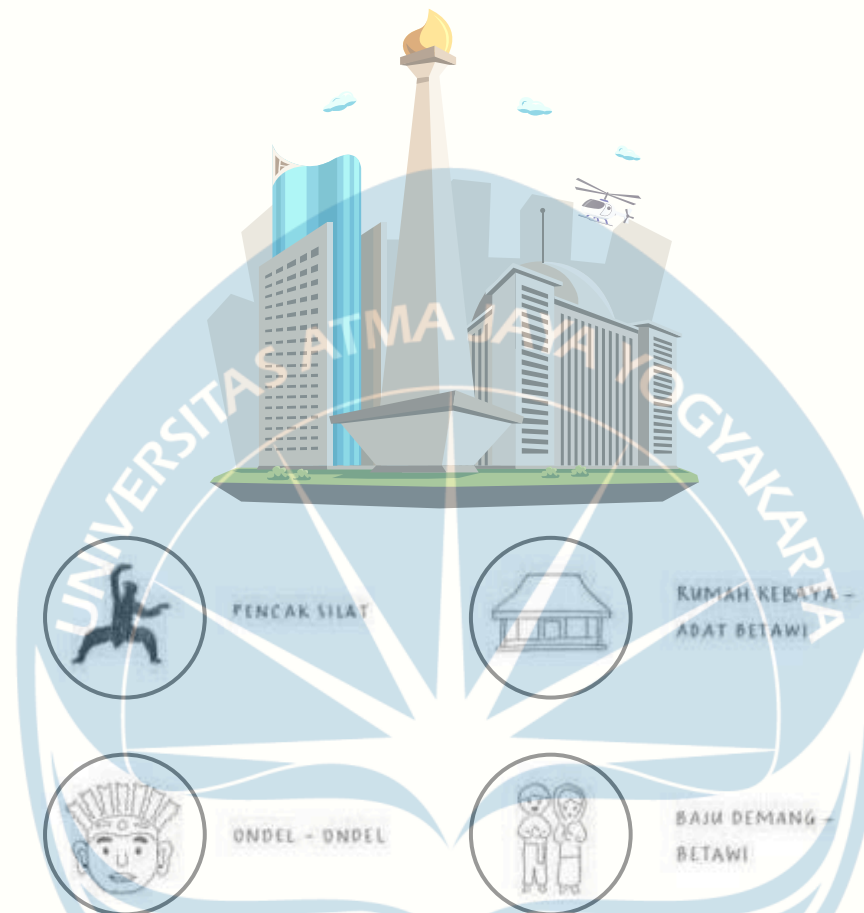 UNIVERSITAS ATMA JAYA YOGYAKARTA
PENCAK SILAT
RUMAH KEBAYA -
ADAT BETAWI
ONDEL - ONDEL
BAJU DEMANG -
BETAWI